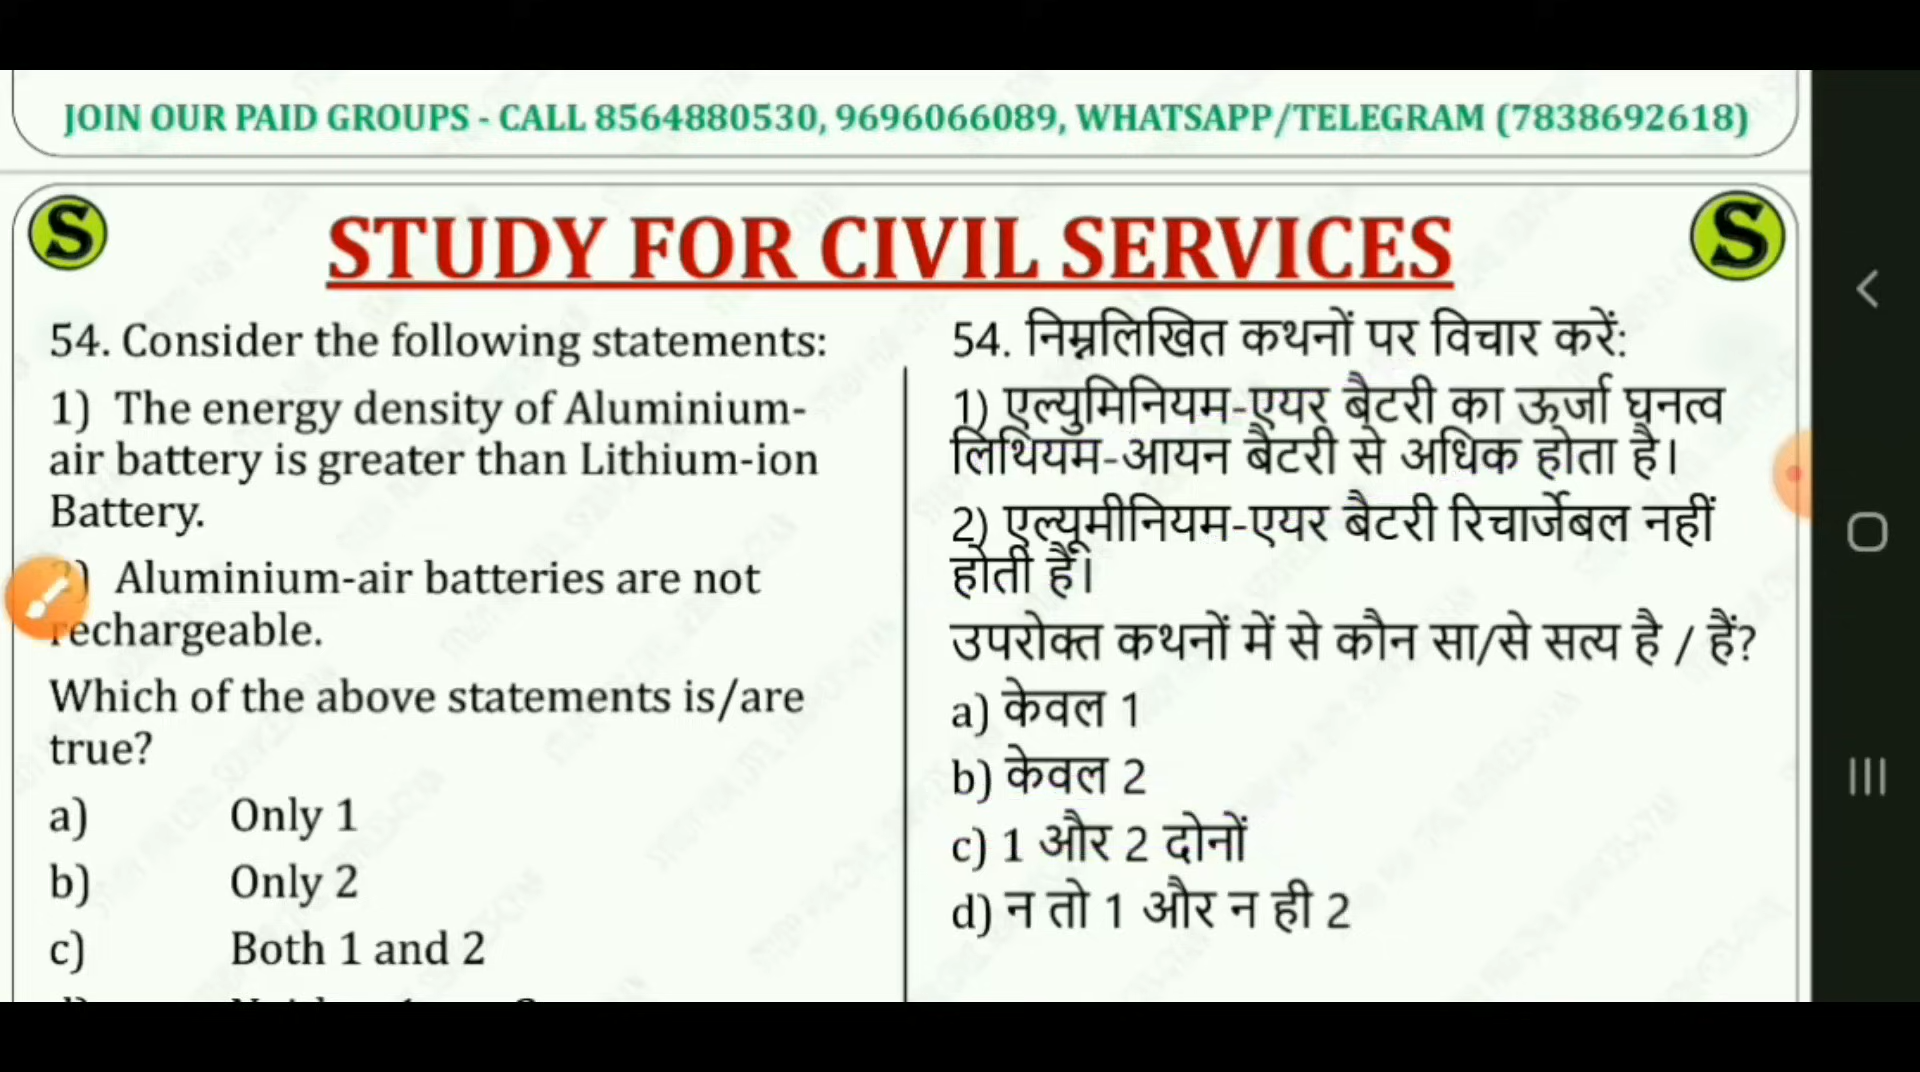 JOIN OUR PAID GROUPS - CALL 8564880530, 9696066089, WHATSAPP/TELEGRAM (7838692618)
S
STUDY FOR CIVIL SERVICES
S
54. Consider the following statements:
1) The energy density of Aluminium-
air battery is greater than Lithium-ion
Battery.
2) Aluminium-air batteries are not
rechargeable.
Which of the above statements is/are
true?
a) Only 1
b) Only 2
c) Both 1 and 2
54. निम्नलिखित कथनों पर विचार करें:
1) एल्युमिनियम-एयर बैटरी का ऊर्जा घनत्व
लिथियम-आयन बैटरी से अधिक होता है।
2) एल्यूमीनियम-एयर बैटरी रिचार्जेबल नहीं
होती हैं।
उपरोक्त कथनों में से कौन सा/से सत्य है / हैं?
a) केवल 1
b) केवल 2
c) 1 और 2 दोनों
d) न तो 1 और न ही 2